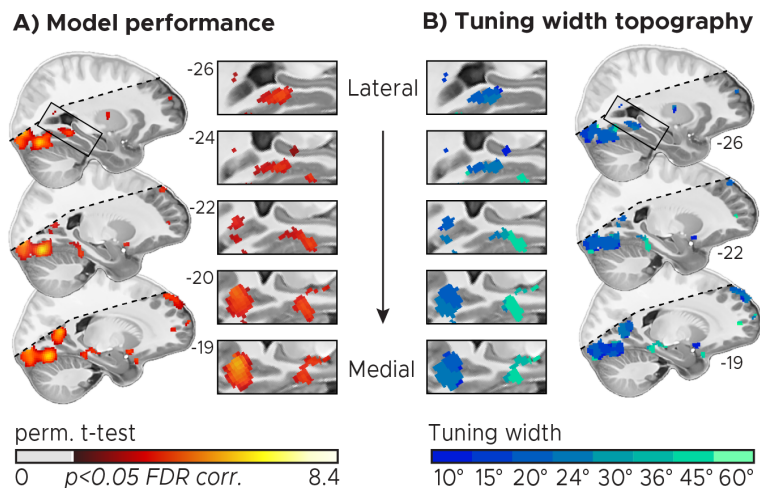 A) Model performance
B) Tuning width topography
-26
Lateral
-24
-26
-22
-22
-20
-19
Medial
-19
perm. t-test
0 p<0.05 FDR corr. 8.4
Tuning width
10° 15° 20° 24° 30° 36° 45° 60°